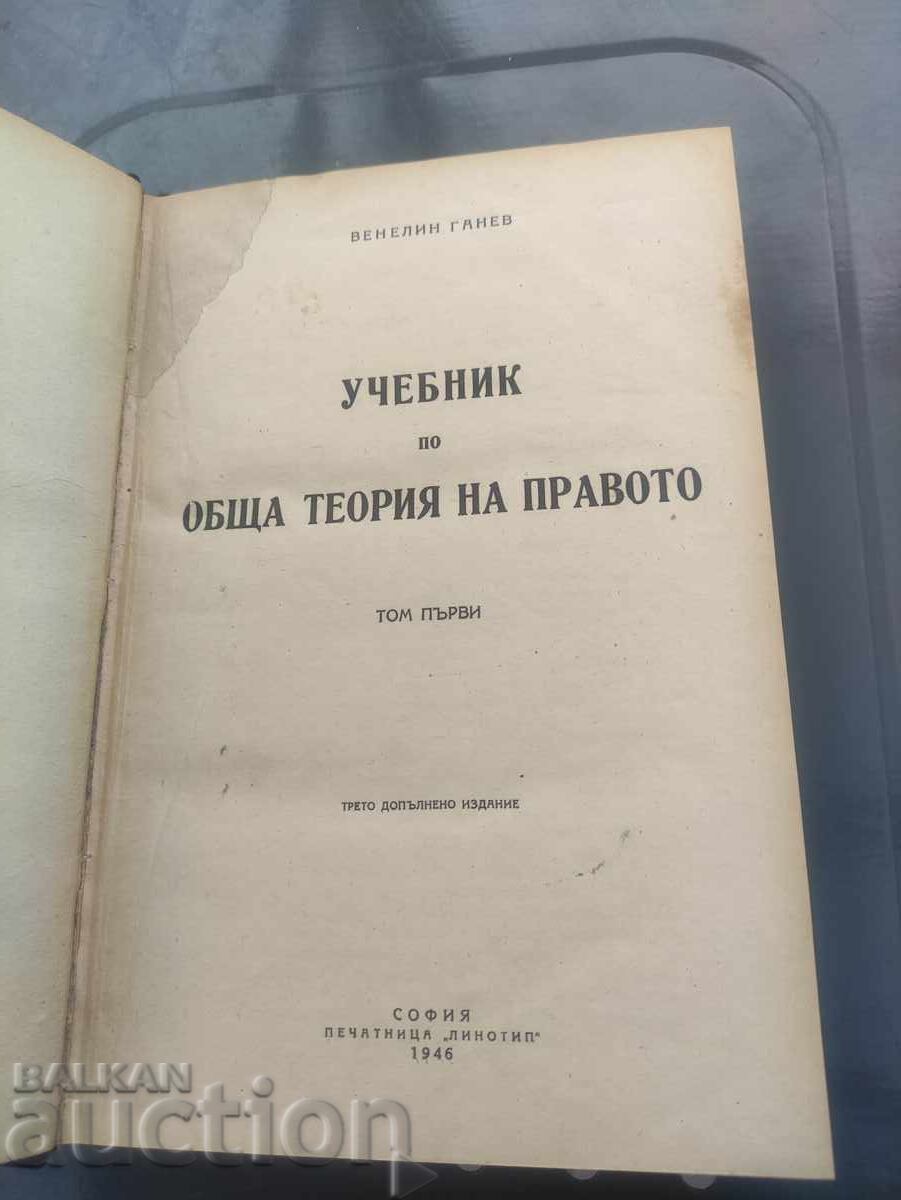 ВЕНЕЛИН ГАНЕВ
УЧЕБНИК
ПО
ОБЩА ТЕОРИЯ НА ПРАВОТО
ТОМ ПЪРВИ
ТРЕТО ДОПЪЛНЕНО ИЗДАНИЕ
СОФИЯ
ПЕЧАТНИЦА „ЛИНОТИП“
1946
BALKAN
auction